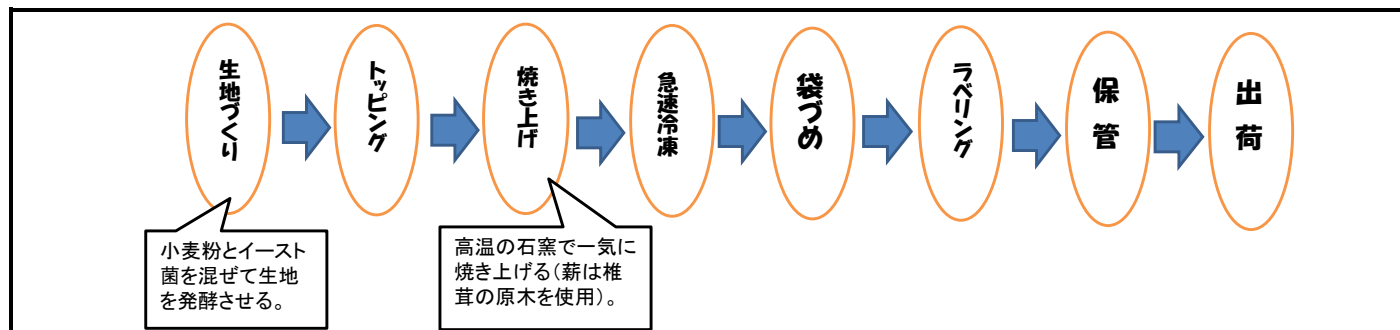 生地づくり
トッピング
焼き上げ
急速冷凍
袋づめ
ラベリング
保管
出荷
小麦粉とイースト
菌を混ぜて生地
を発酵させる。
高温の石窯で一気に
焼き上げる(薪は椎
茸の原木を使用)。